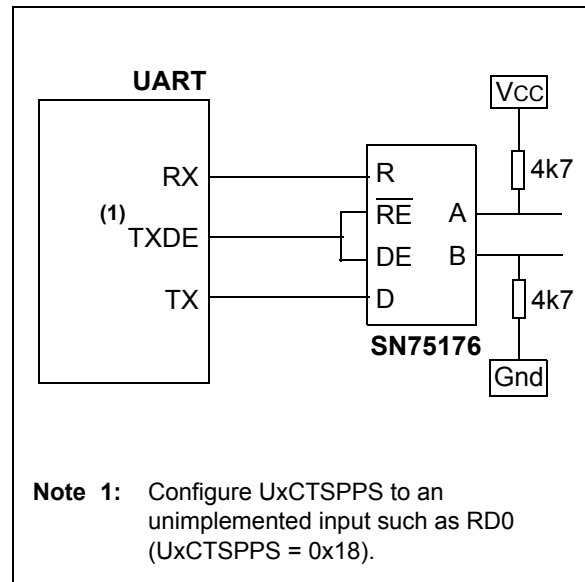 UART
VCC
RX
R
4k7
(1)
TXDE
RE
A
DE
B
TX
D
4k7
SN75176
Gnd
Note 1: Configure UxCTSPPS to an
unimplemented input such as RD0
(UxCTSPPS = 0x18).